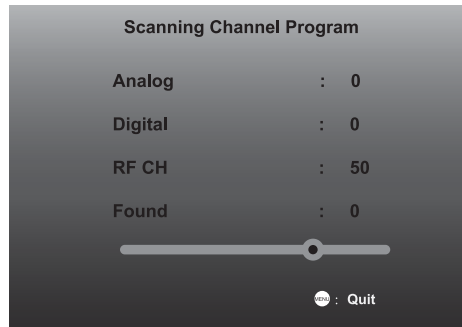 Scanning Channel Program
Analog : 0
Digital : 0
RF CH : 50
Found : 0
MENU : Quit